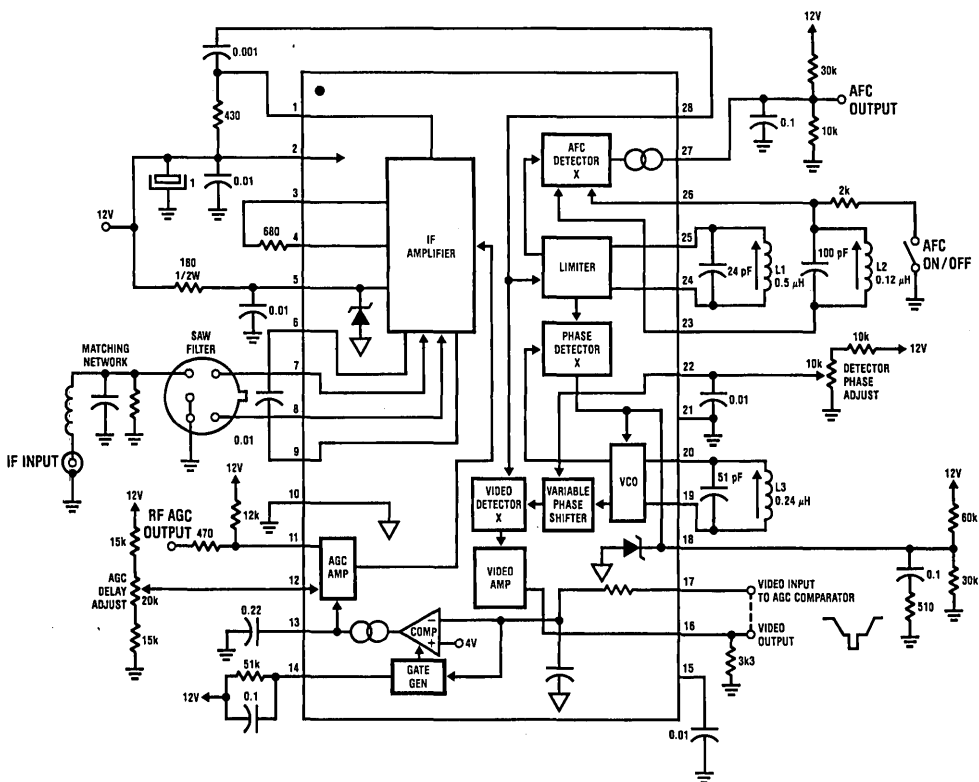 0.001
430
1
0.01
12V
680
180
1/2W
0.01
SAW
FILTER
MATCHING
NETWORK
0.01
IF INPUT
12V
12k
12V
RF AGC
OUTPUT
470
15k
AGC
DELAY
ADJUST
20k
15k
0.22
51k
12V
0.1
1
2
3
4
5
6
7
8
9
10
11
12
13
14
IF
AMPLIFIER
AGC
AMP
COMP
-
+
4V
GATE
GEN
AFC
DETECTOR
X
LIMITER
PHASE
DETECTOR
X
VCO
VARIABLE
PHASE
SHIFTER
VIDEO
DETECTOR
X
VIDEO
AMP
28
27
26
25
24
23
22
21
20
19
18
17
16
15
12V
30k
AFC
OUTPUT
0.1
10k
2k
AFC
ON/OFF
24 pF
L1
0.5 μH
100 pF
L2
0.12 μH
10k
12V
10k
DETECTOR
PHASE
ADJUST
0.01
51 pF
L3
0.24 μH
12V
60k
0.1
30k
510
VIDEO INPUT
TO AGC COMPARATOR
VIDEO
OUTPUT
3k3
0.01